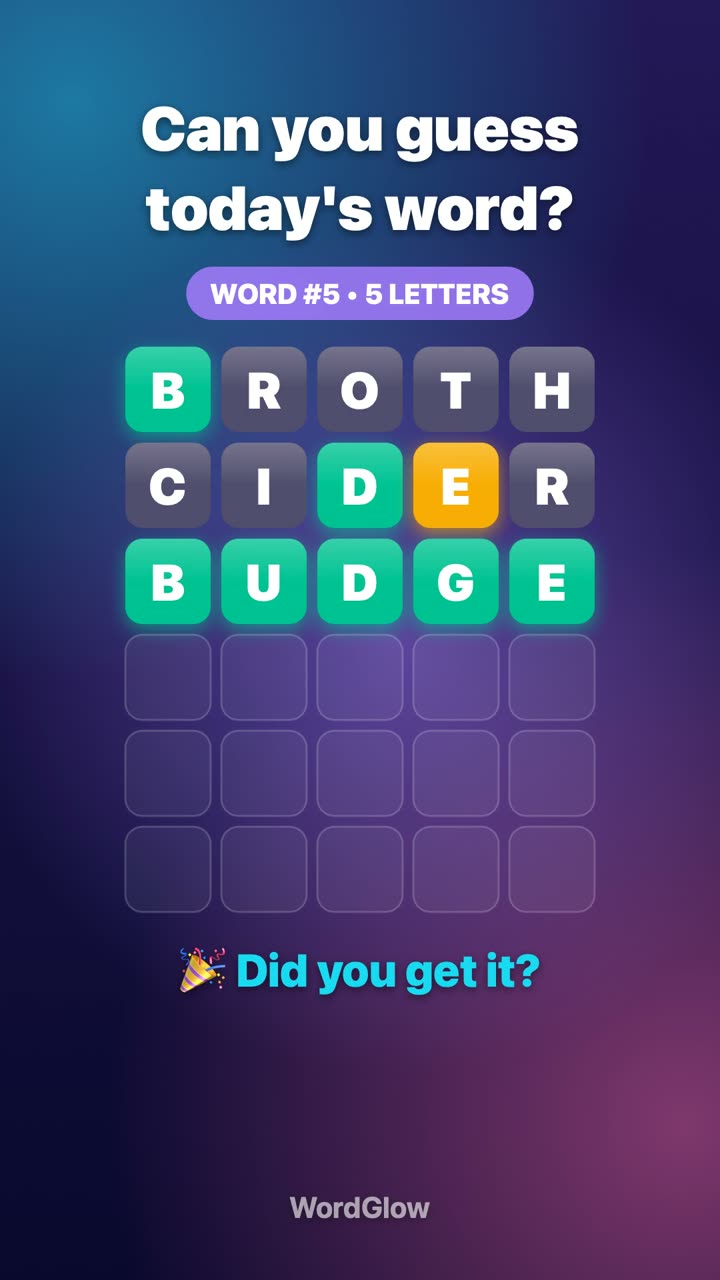 Can you guess
today's word?
WORD #5 • 5 LETTERS
B R O T H
C I D E R
B U D G E
🎉 Did you get it?
WordGlow